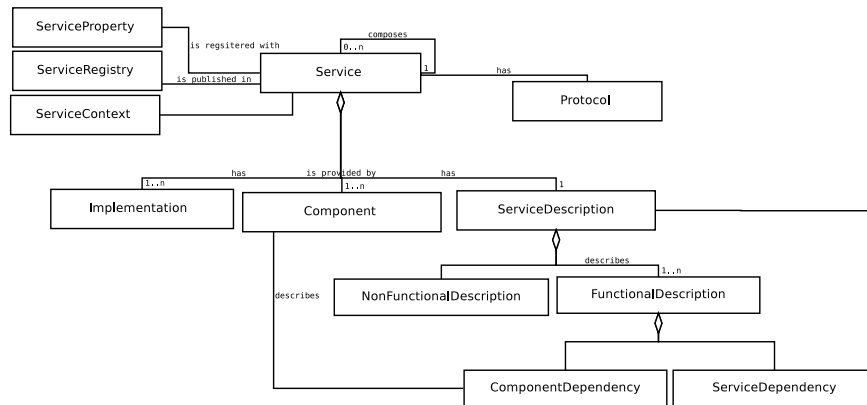 composes
ServiceProperty
is regsitered with
0..n
ServiceRegistry
Service
1
has
is published in
Protocol
ServiceContext
has
is provided by
has
1..n
1..n
1
Implementation
Component
ServiceDescription
describes
1..n
describes
NonFunctionalDescription
FunctionalDescription
ComponentDependency
ServiceDependency